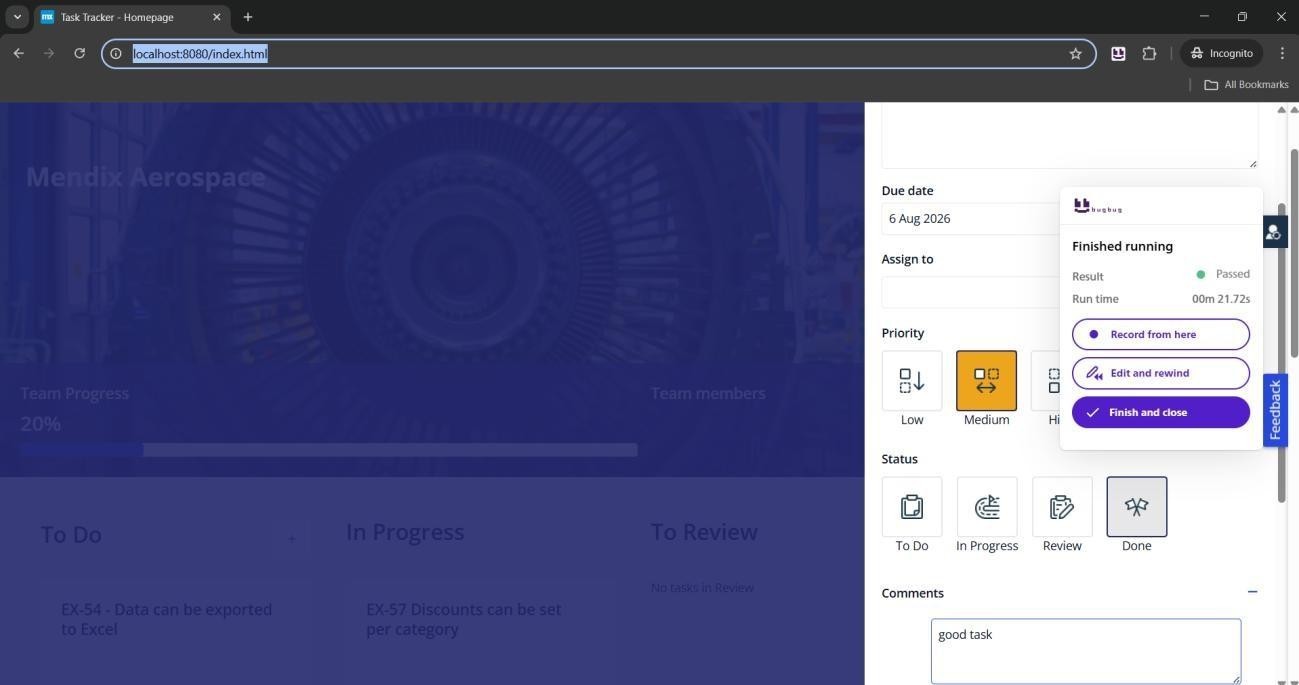 Task Tracker - Homepage
localhost:8080/index.html
Incognito
All Bookmarks
Mendix Aerospace
Team Progress
20%
Team members
To Do
+
In Progress
To Review
EX-54 - Data can be exported
to Excel
EX-57 Discounts can be set
per category
No tasks in Review
Due date
6 Aug 2026
Assign to
Priority
Low
Medium
Hi
Status
To Do
In Progress
Review
Done
Comments
good task
bugbug
Finished running
Result
Passed
Run time
00m 21.72s
Record from here
Edit and rewind
Finish and close
Feedback